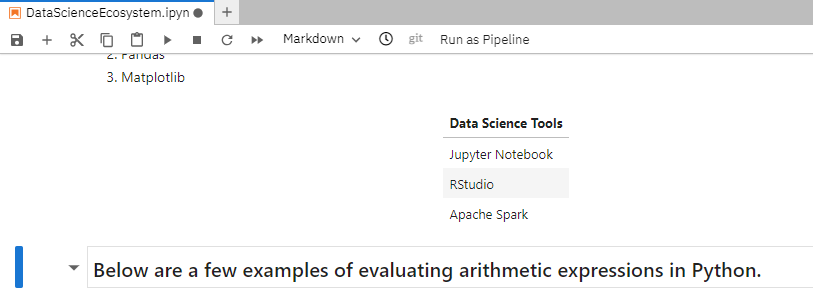 DataScienceEcosystem.ipyn
Markdown git Run as Pipeline
2. Pandas
3. Matplotlib
Data Science Tools
Jupyter Notebook
RStudio
Apache Spark
Below are a few examples of evaluating arithmetic expressions in Python.